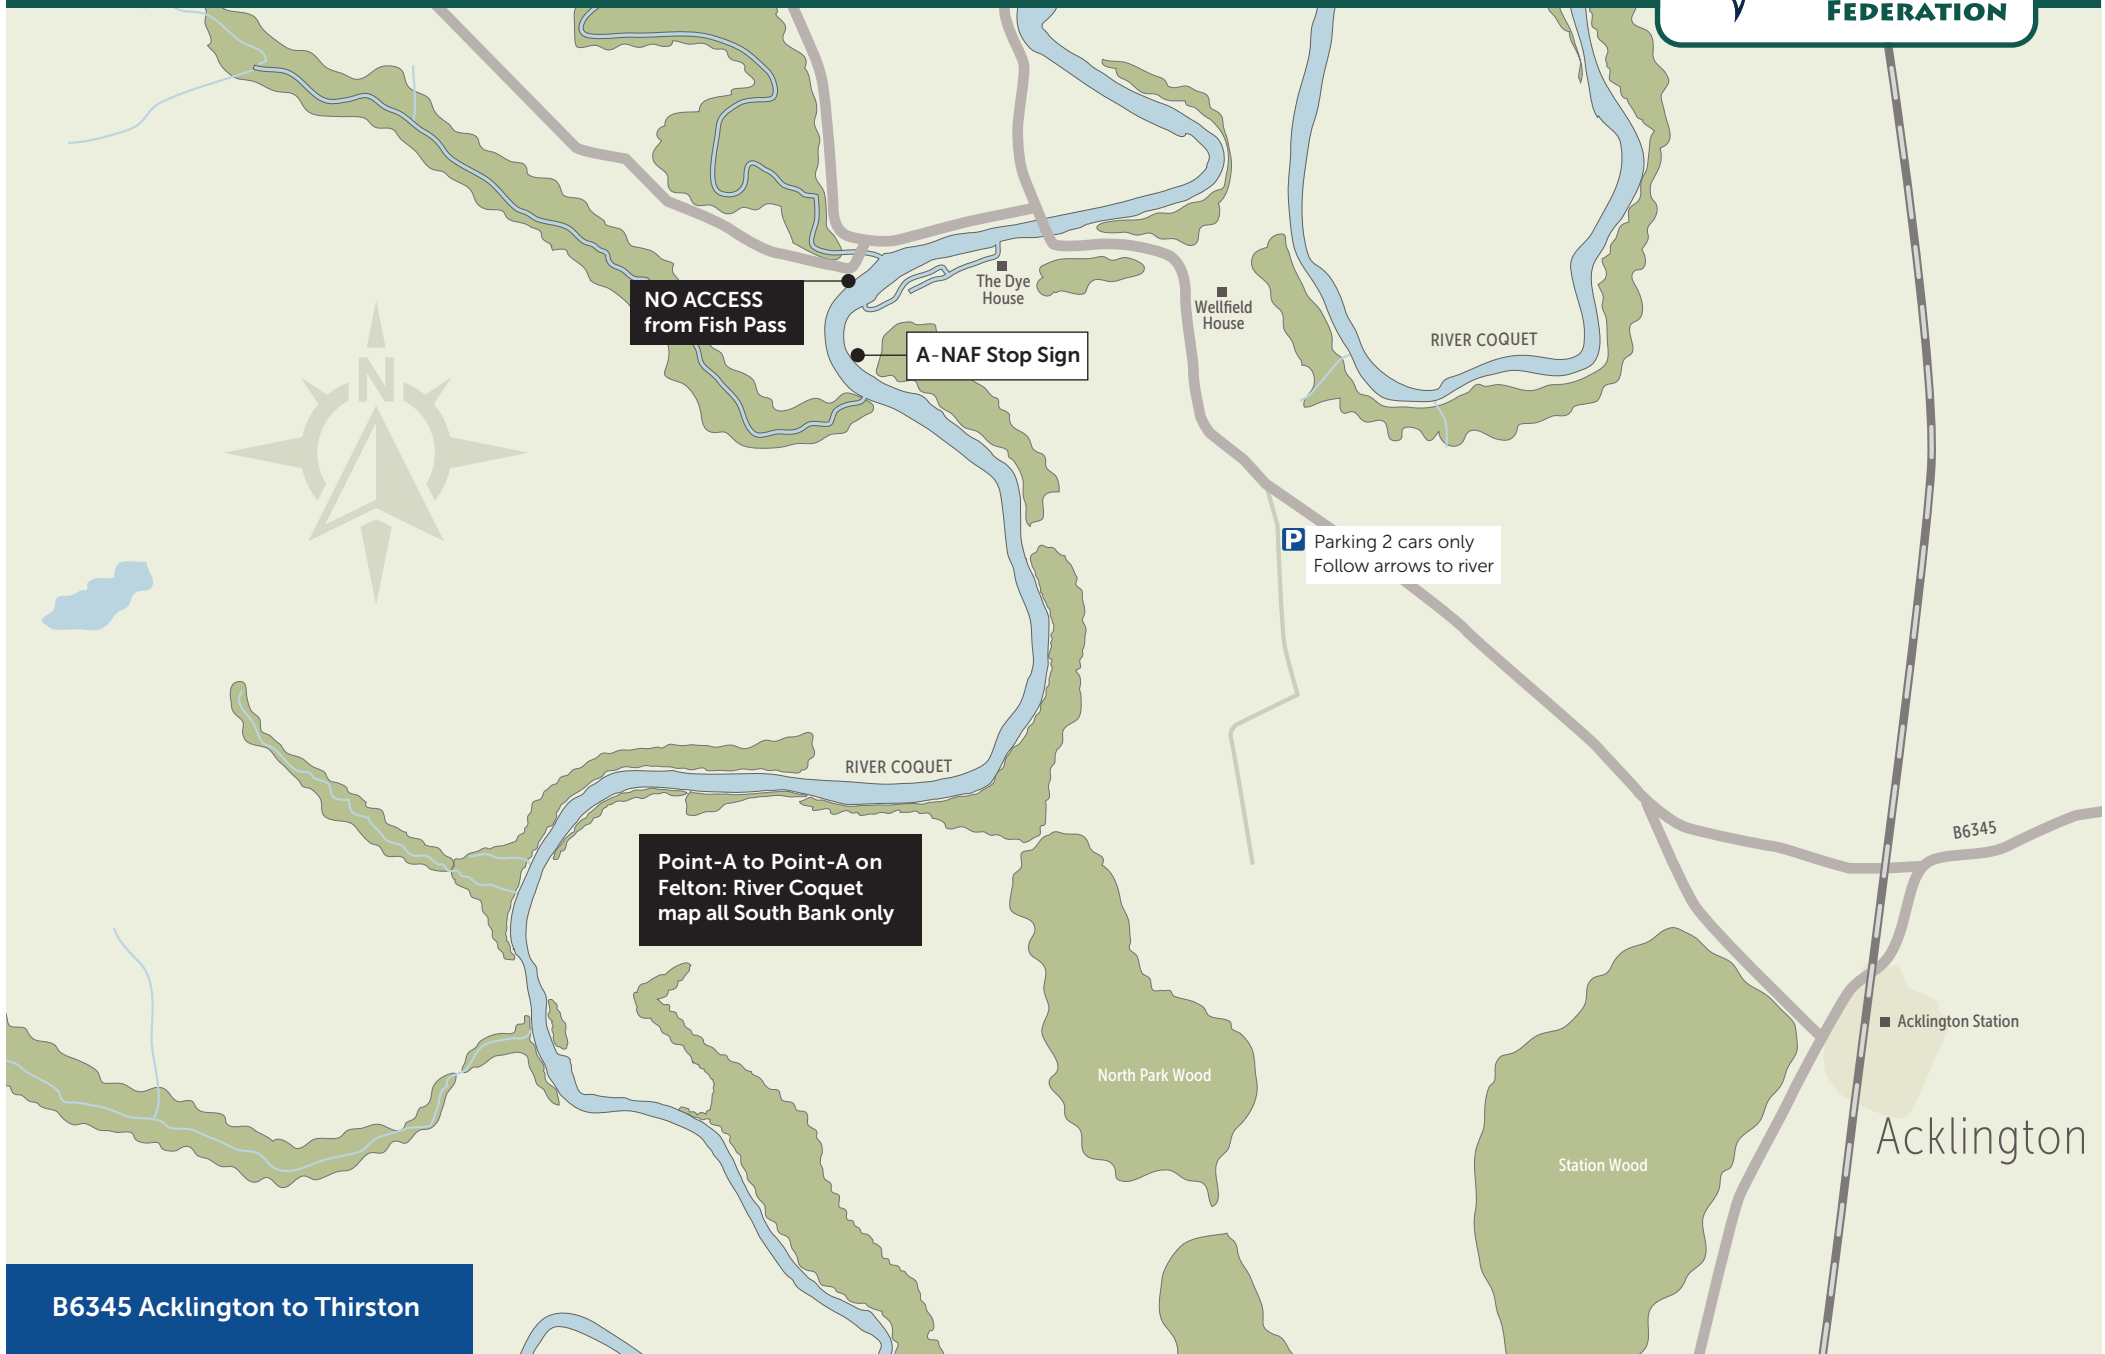 FEDERATION
The Dye
House
NO ACCESS
from Fish Pass
Wellfield
House
RIVER COQUET
A-NAF Stop Sign
N
P
Parking 2 cars only
Follow arrows to river
RIVER COQUET
B6345
Point-A to Point-A on
Felton: River Coquet
map all South Bank only
Acklington Station
North Park Wood
Acklington
Station Wood
B6345 Acklington to Thirston